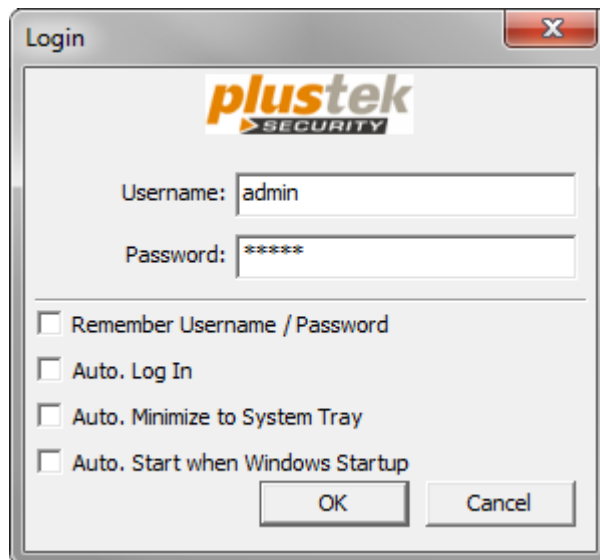 Login
plustek
SECURITY
Username: admin
Password: *****
Remember Username / Password
Auto. Log In
Auto. Minimize to System Tray
Auto. Start when Windows Startup
OK Cancel